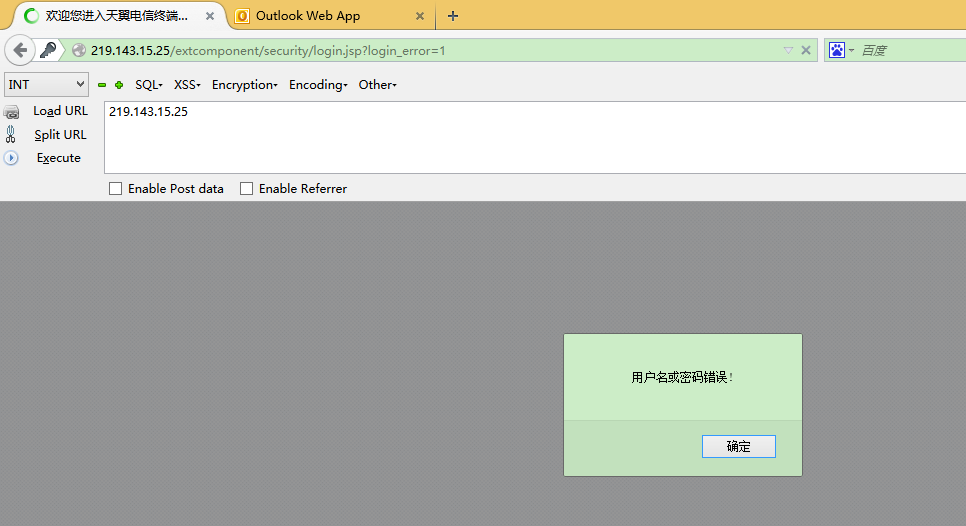 欢迎您进入天翼电信终端...
Outlook Web App
219.143.15.25/extcomponent/security/login.jsp?login_error=1
百度
INT
SQL
XSS
Encryption
Encoding
Other
Load URL
219.143.15.25
Split URL
Execute
Enable Post data
Enable Referrer
用户名或密码错误!
确定